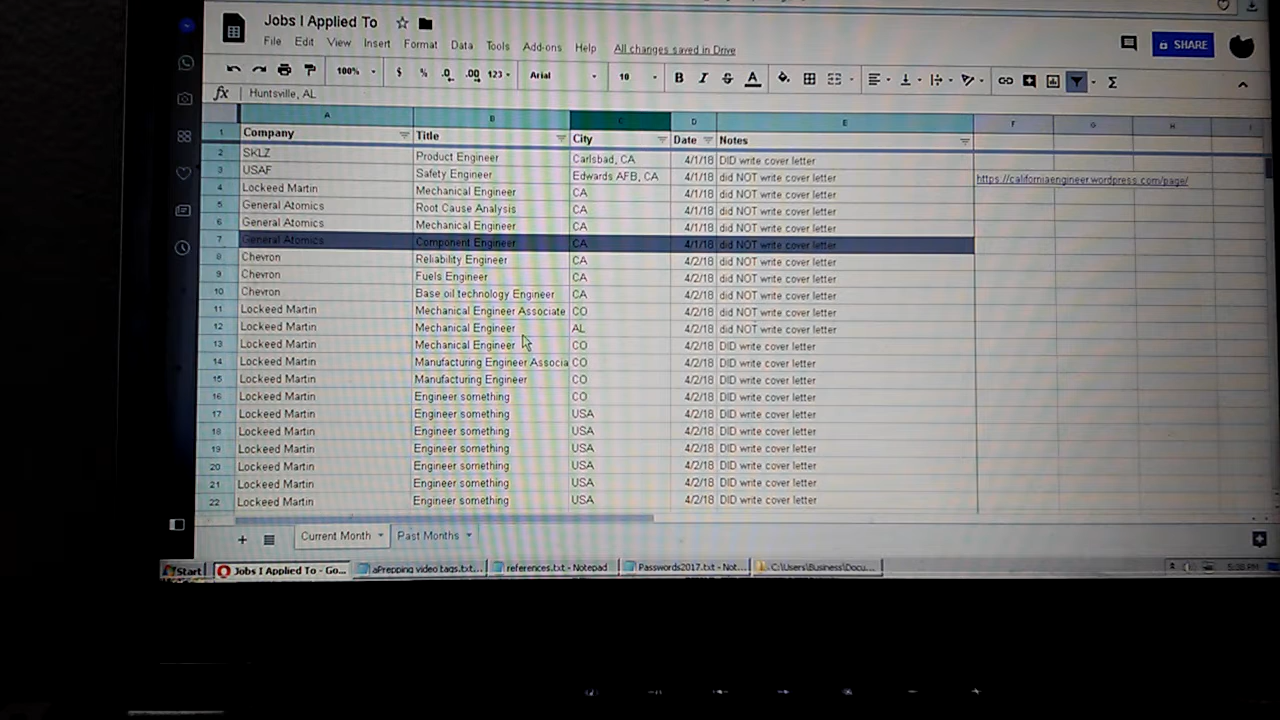 Jobs I Applied To
File Edit View Insert Format Data Tools Add-ons Help All changes saved in Drive
SHARE
100% $ % .0 .00 123 Arial 10 B I S A
fx Huntsville, AL
A B C D E F G H I
1 Company Title City Date Notes
2 SKLZ Product Engineer Carlsbad, CA 4/1/18 DID write cover letter
3 USAF Safety Engineer Edwards AFB, CA 4/1/18 did NOT write cover letter https://californiaengineer.wordpress.com/page/
4 Lockeed Martin Mechanical Engineer CA 4/1/18 did NOT write cover letter
5 General Atomics Root Cause Analysis CA 4/1/18 did NOT write cover letter
6 General Atomics Mechanical Engineer CA 4/1/18 did NOT write cover letter
7 General Atomics Component Engineer CA 4/1/18 did NOT write cover letter
8 Chevron Reliability Engineer CA 4/2/18 did NOT write cover letter
9 Chevron Fuels Engineer CA 4/2/18 did NOT write cover letter
10 Chevron Base oil technology Engineer CA 4/2/18 did NOT write cover letter
11 Lockeed Martin Mechanical Engineer Associate CO 4/2/18 did NOT write cover letter
12 Lockeed Martin Mechanical Engineer AL 4/2/18 did NOT write cover letter
13 Lockeed Martin Mechanical Engineer CO 4/2/18 DID write cover letter
14 Lockeed Martin Manufacturing Engineer Associa CO 4/2/18 DID write cover letter
15 Lockeed Martin Manufacturing Engineer CO 4/2/18 DID write cover letter
16 Lockeed Martin Engineer something CO 4/2/18 DID write cover letter
17 Lockeed Martin Engineer something USA 4/2/18 DID write cover letter
18 Lockeed Martin Engineer something USA 4/2/18 DID write cover letter
19 Lockeed Martin Engineer something USA 4/2/18 DID write cover letter
20 Lockeed Martin Engineer something USA 4/2/18 DID write cover letter
21 Lockeed Martin Engineer something USA 4/2/18 DID write cover letter
22 Lockeed Martin Engineer something USA 4/2/18 DID write cover letter
Current Month Past Months
Start Jobs I Applied To - Go... aPrepping video tags.txt... references.txt - Notepad Passwords2017.txt - Not... C:\Users\Business\Docu... 5:38 PM